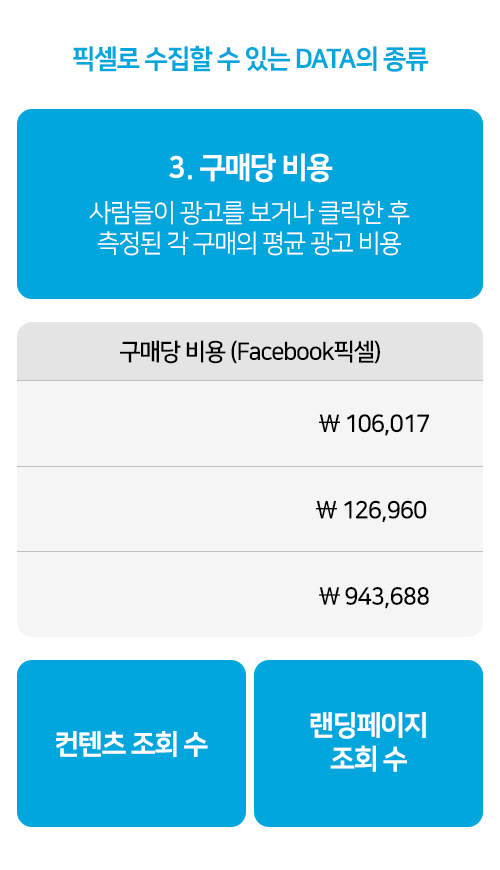 픽셀로 수집할 수 있는 DATA의 종류
3. 구매당 비용
사람들이 광고를 보거나 클릭한 후
측정된 각 구매의 평균 광고 비용
구매당 비용 (Facebook픽셀)
₩ 106,017
₩ 126,960
₩ 943,688
컨텐츠 조회 수
랜딩페이지
조회 수